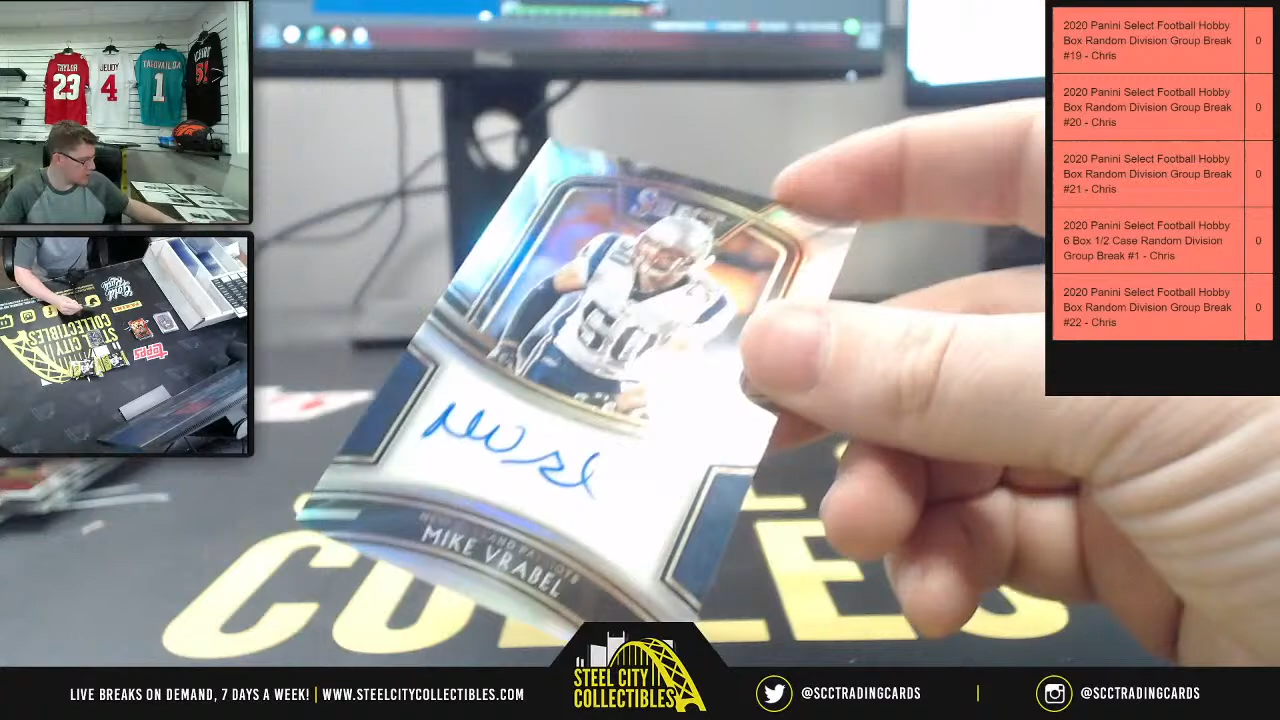 TAYLOR
23
JEUDY
4
TAGOVAILOA
1
2020 Panini Select Football Hobby
Box Random Division Group Break
#19 - Chris
0
2020 Panini Select Football Hobby
Box Random Division Group Break
#20 - Chris
0
2020 Panini Select Football Hobby
Box Random Division Group Break
#21 - Chris
0
2020 Panini Select Football Hobby
6 Box 1/2 Case Random Division
Group Break #1 - Chris
0
2020 Panini Select Football Hobby
Box Random Division Group Break
#22 - Chris
0
SELECT
50
MIKE VRABEL
COLLECTIBLES
topps
STEEL CITY
COLLECTIBLES
LIVE BREAKS ON DEMAND, 7 DAYS A WEEK! | WWW.STEELCITYCOLLECTIBLES.COM
@SCCTRADINGCARDS
@SCCTRADINGCARDS